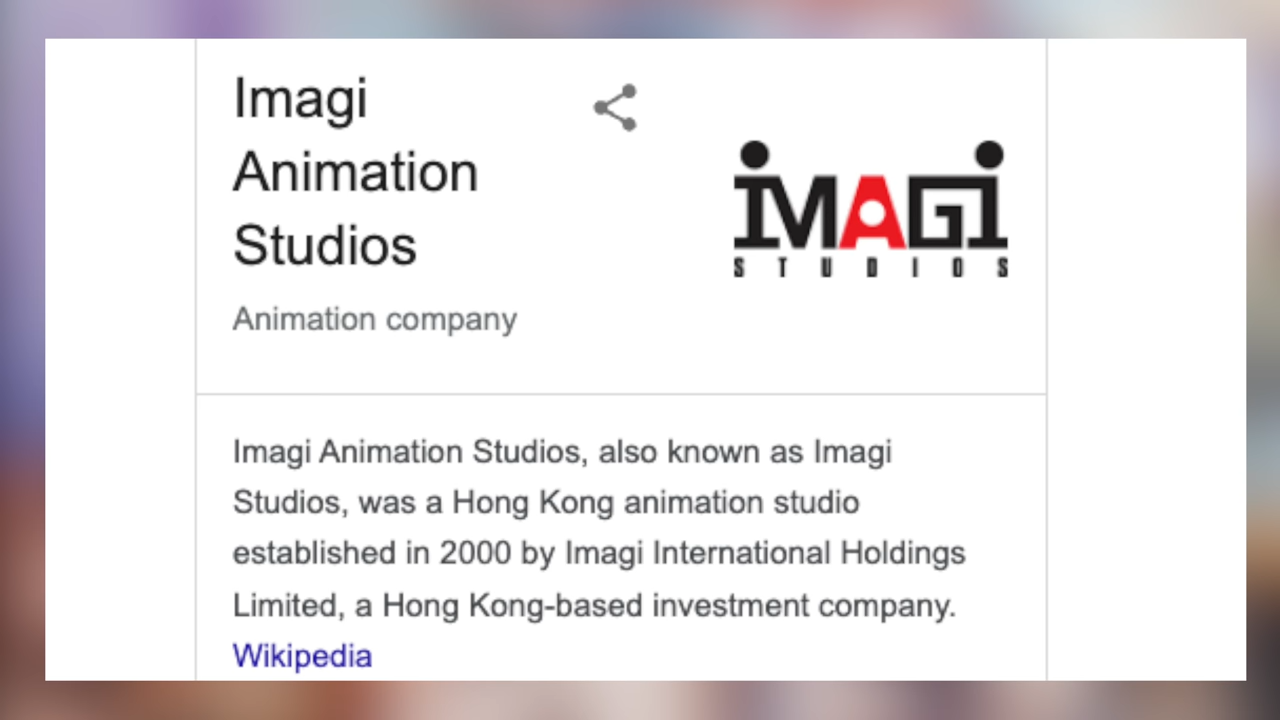 Imagi
Animation
Studios
Animation company
iMAGi
STUDIOS
Imagi Animation Studios, also known as Imagi
Studios, was a Hong Kong animation studio
established in 2000 by Imagi International Holdings
Limited, a Hong Kong-based investment company.
Wikipedia